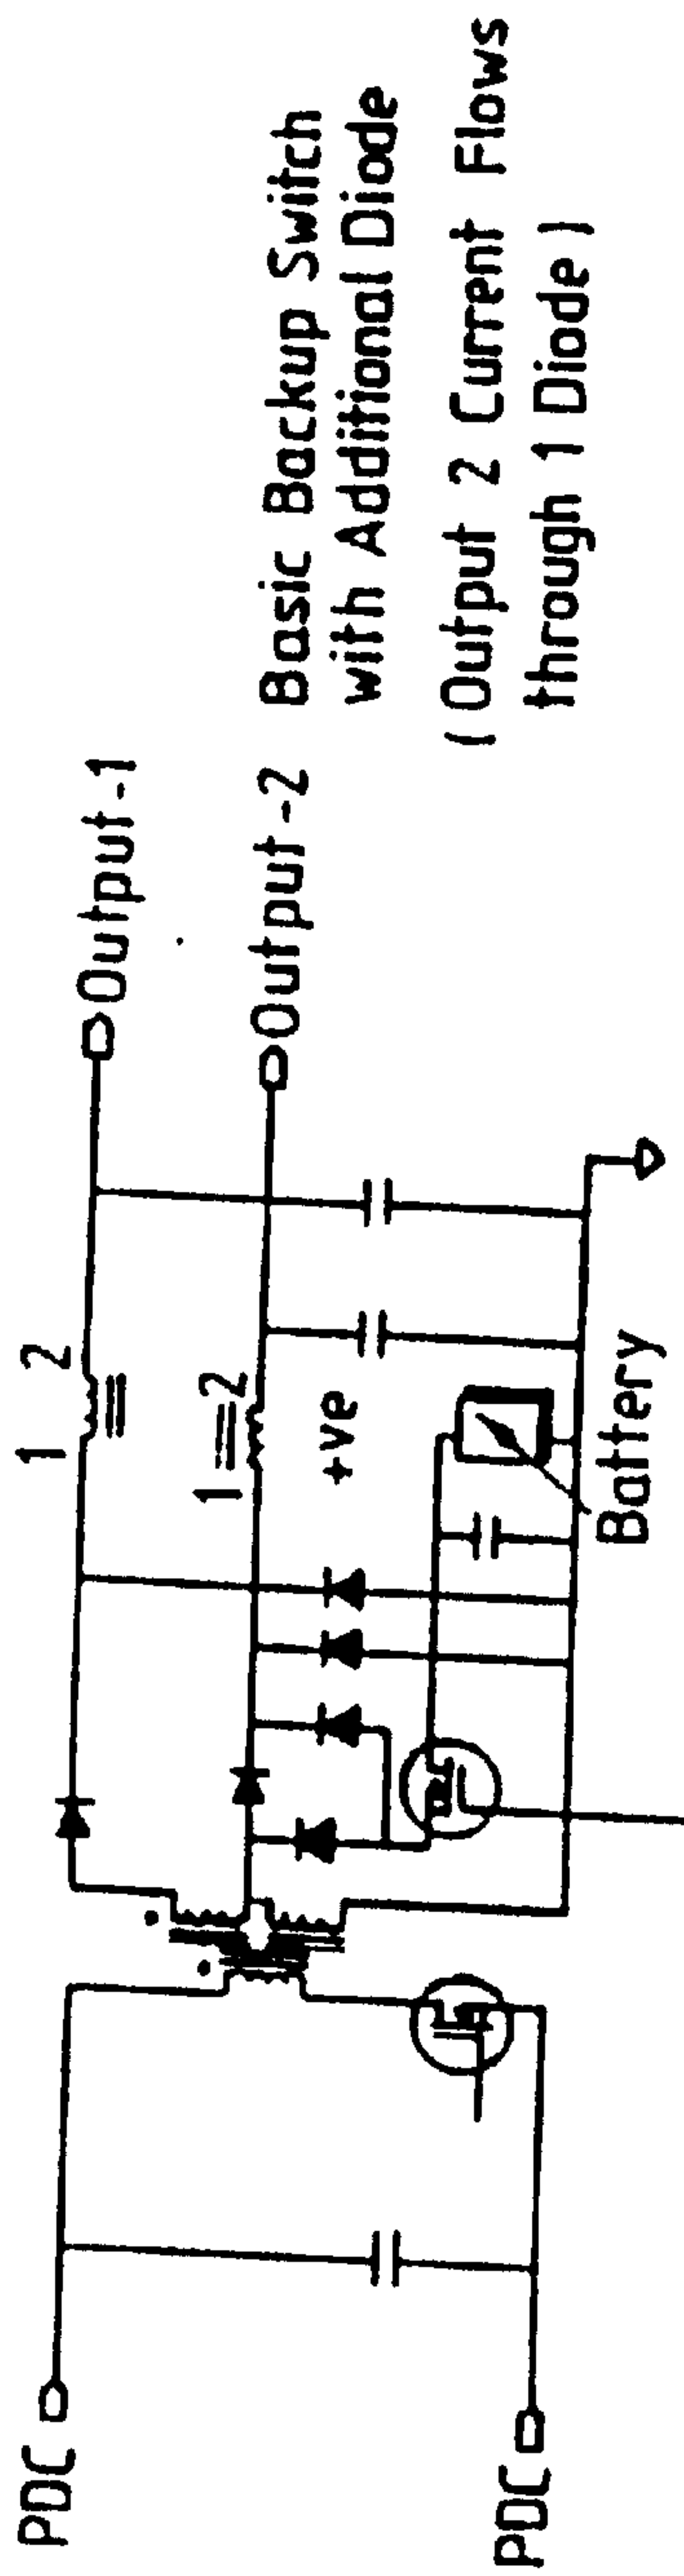 PDC
PDC
1 2
1 2
+ve
Battery
Output-1
Output-2
Basic Backup Switch
with Additional Diode
(Output 2 Current Flows
through 1 Diode)